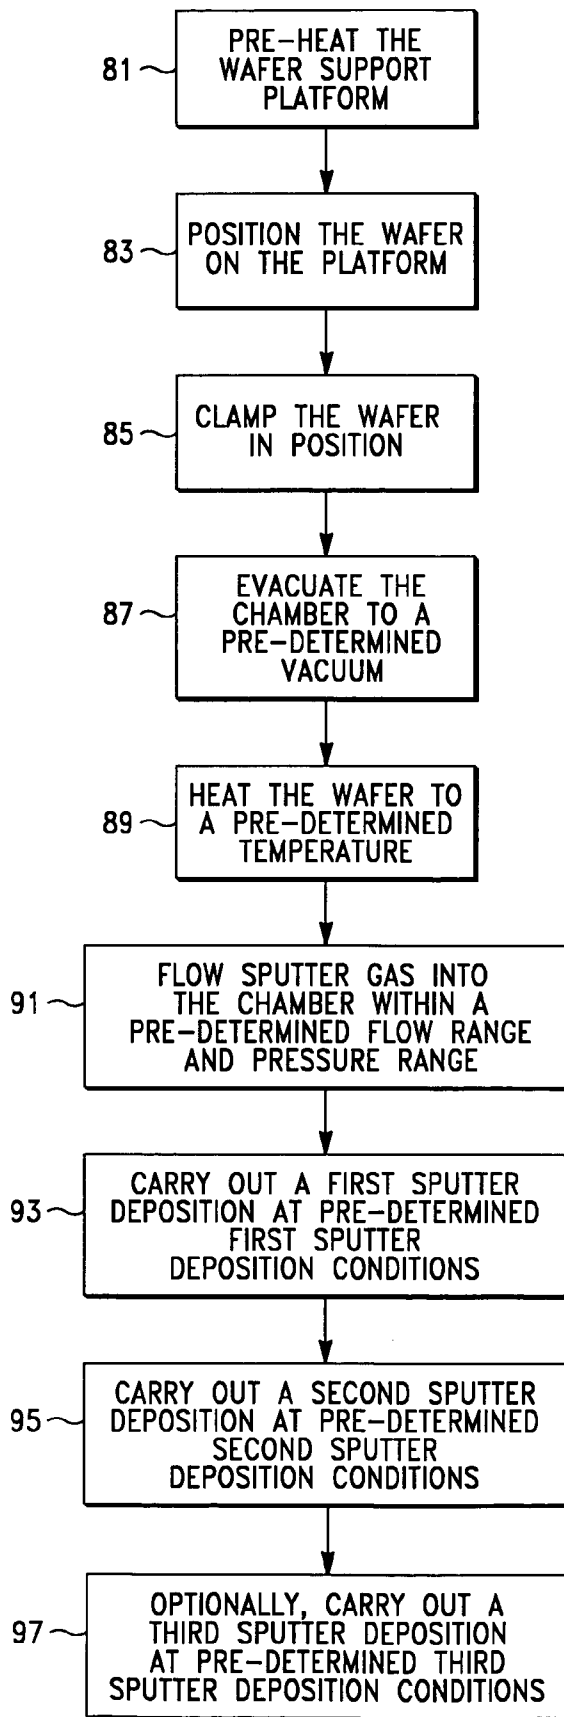 81
PRE-HEAT THE
WAFER SUPPORT
PLATFORM
83
POSITION THE WAFER
ON THE PLATFORM
85
CLAMP THE WAFER
IN POSITION
87
EVACUATE THE
CHAMBER TO A
PRE-DETERMINED
VACUUM
89
HEAT THE WAFER TO
A PRE-DETERMINED
TEMPERATURE
91
FLOW SPUTTER GAS INTO
THE CHAMBER WITHIN A
PRE-DETERMINED FLOW RANGE
AND PRESSURE RANGE
93
CARRY OUT A FIRST SPUTTER
DEPOSITION AT PRE-DETERMINED
FIRST SPUTTER
DEPOSITION CONDITIONS
95
CARRY OUT A SECOND SPUTTER
DEPOSITION AT PRE-DETERMINED
SECOND SPUTTER
DEPOSITION CONDITIONS
97
OPTIONALLY, CARRY OUT A
THIRD SPUTTER DEPOSITION
AT PRE-DETERMINED THIRD
SPUTTER DEPOSITION CONDITIONS